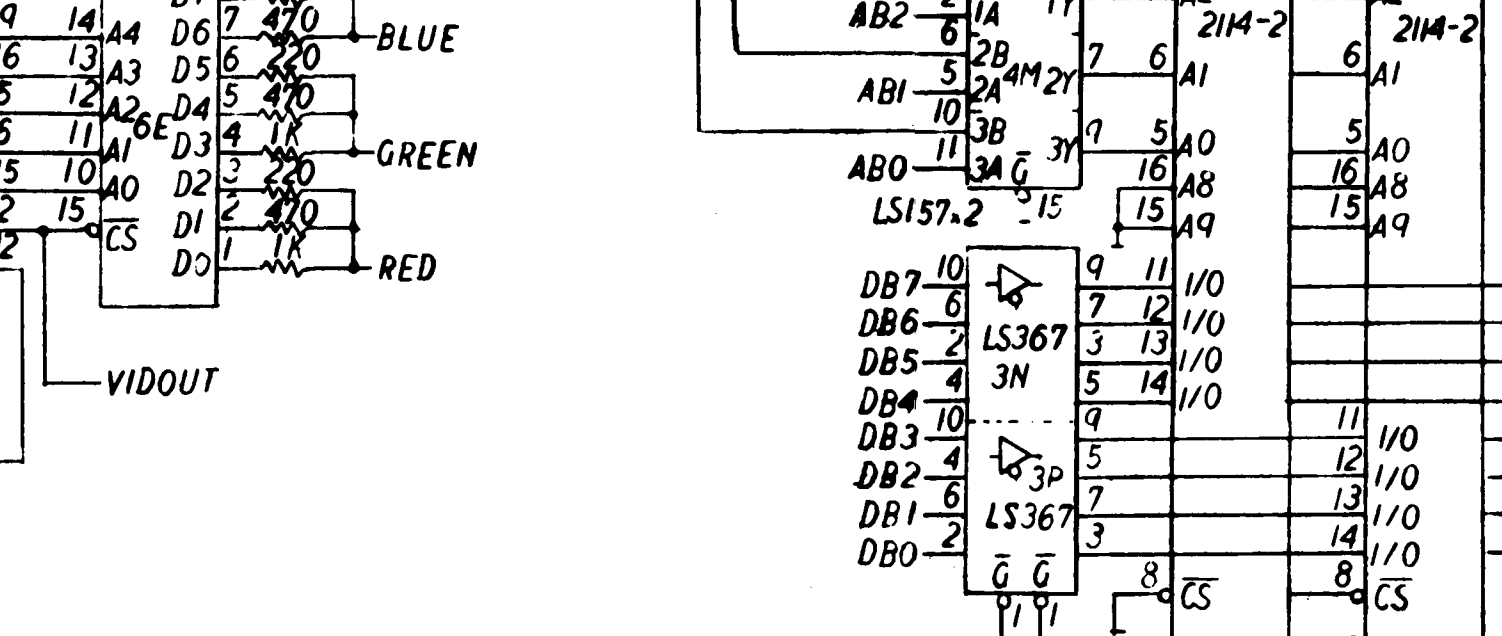 7 470
9 14 A4 D6 BLUE
6 220
16 13 A3 D5
5 470
5 12 A2 D4
6E
4 1K
6 11 A1 D3 GREEN
3 220
15 10 A0 D2
2 470
2 15 CS D1
1 1K
12 D0 RED
VIDOUT
AB2 2 1A 1Y
6 2B
4M 2Y 7 6 A1
AB1 5 2A
10 3B
3Y 9 5 A0
AB0 11 3A G
15
LS157x2
2114-2
16 A8
15 A9
2114-2
6 A1
5 A0
16 A8
15 A9
DB7 10 9 11 I/O
DB6 6 7 12 I/O
LS367
DB5 2 3 13 I/O
3N
DB4 4 5 14 I/O
DB3 10 9 11 I/O
DB2 4 5 12 I/O
3P
DB1 6 7 13 I/O
LS367
DB0 2 3 14 I/O
G G
1 1
8 CS
8 CS